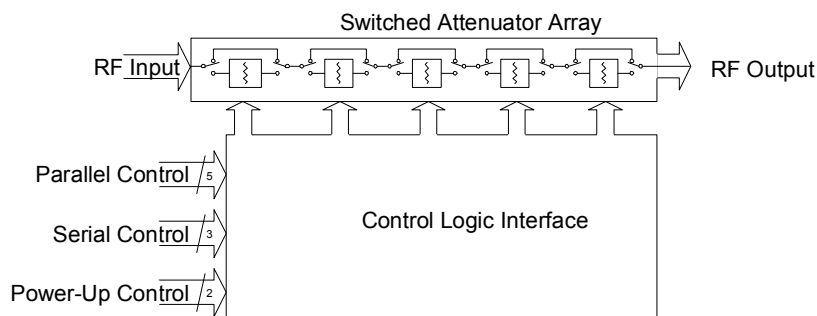 Switched Attenuator Array
RF Input
RF Output
Parallel Control
5
Control Logic Interface
Serial Control
3
Power-Up Control
2